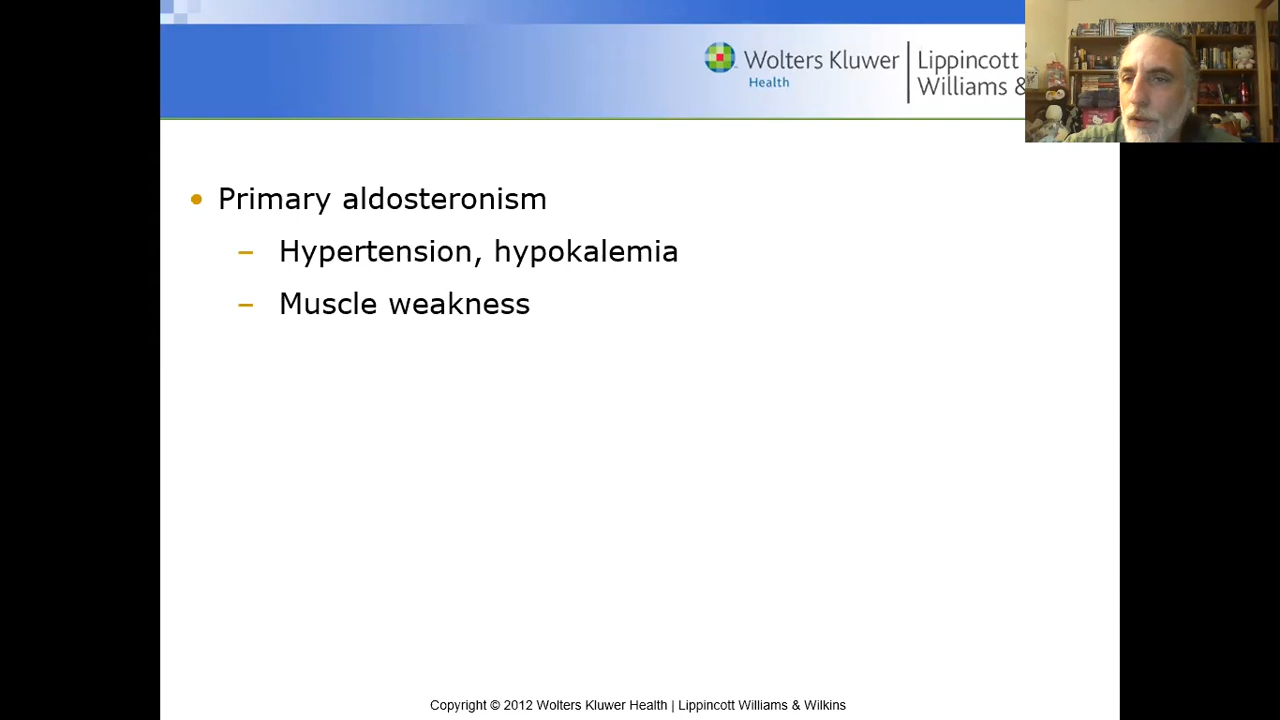 Wolters Kluwer
Health
Lippincott
Williams &
• Primary aldosteronism
– Hypertension, hypokalemia
– Muscle weakness
Copyright © 2012 Wolters Kluwer Health | Lippincott Williams & Wilkins